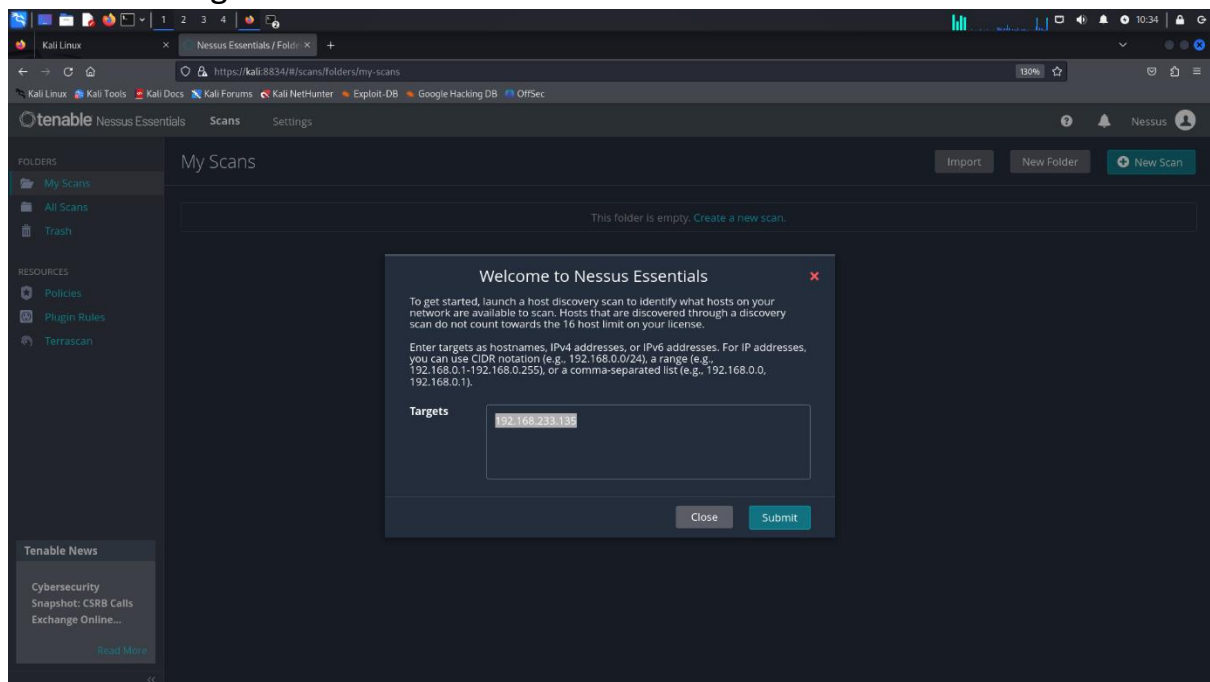 1 2 3 4
10:34
Kali Linux
Nessus Essentials / Folde
https://kali:8834/#/scans/folders/my-scans
130%
Kali Linux Kali Tools Kali Docs Kali Forums Kali NetHunter Exploit-DB Google Hacking DB OffSec
tenable Nessus Essentials Scans Settings
Nessus
FOLDERS
My Scans
All Scans
Trash
RESOURCES
Policies
Plugin Rules
Terrascan
My Scans
Import New Folder New Scan
This folder is empty. Create a new scan.
Welcome to Nessus Essentials
To get started, launch a host discovery scan to identify what hosts on your
network are available to scan. Hosts that are discovered through a discovery
scan do not count towards the 16 host limit on your license.
Enter targets as hostnames, IPv4 addresses, or IPv6 addresses. For IP addresses,
you can use CIDR notation (e.g., 192.168.0.0/24), a range (e.g.,
192.168.0.1-192.168.0.255), or a comma-separated list (e.g., 192.168.0.0,
192.168.0.1).
Targets
192.168.233.135
Close Submit
Tenable News
Cybersecurity
Snapshot: CSRB Calls
Exchange Online...
Read More